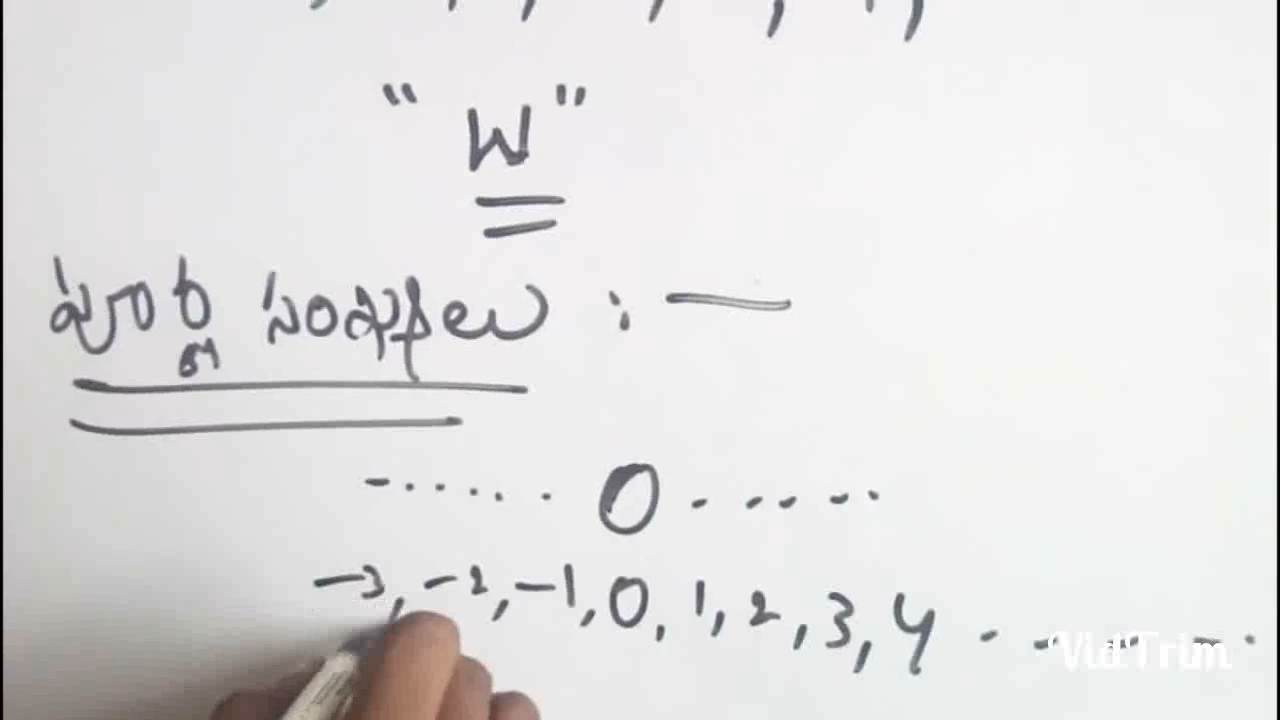 "W"
పూర్ణ సంఖ్యలు : —
- . . . . . 0 . - - - - .
-3, -2, -1, 0, 1, 2, 3, 4 - - - - - .
VidTrim